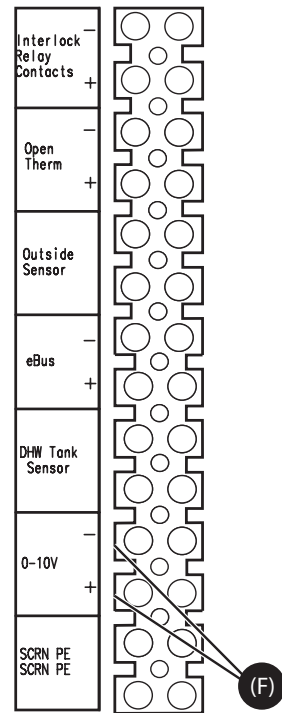 Interlock −
Relay
Contacts
+
−
Open
Therm
+
Outside
Sensor
−
eBus
+
DHW Tank
Sensor
−
0-10V
+
SCRN PE
SCRN PE
(F)